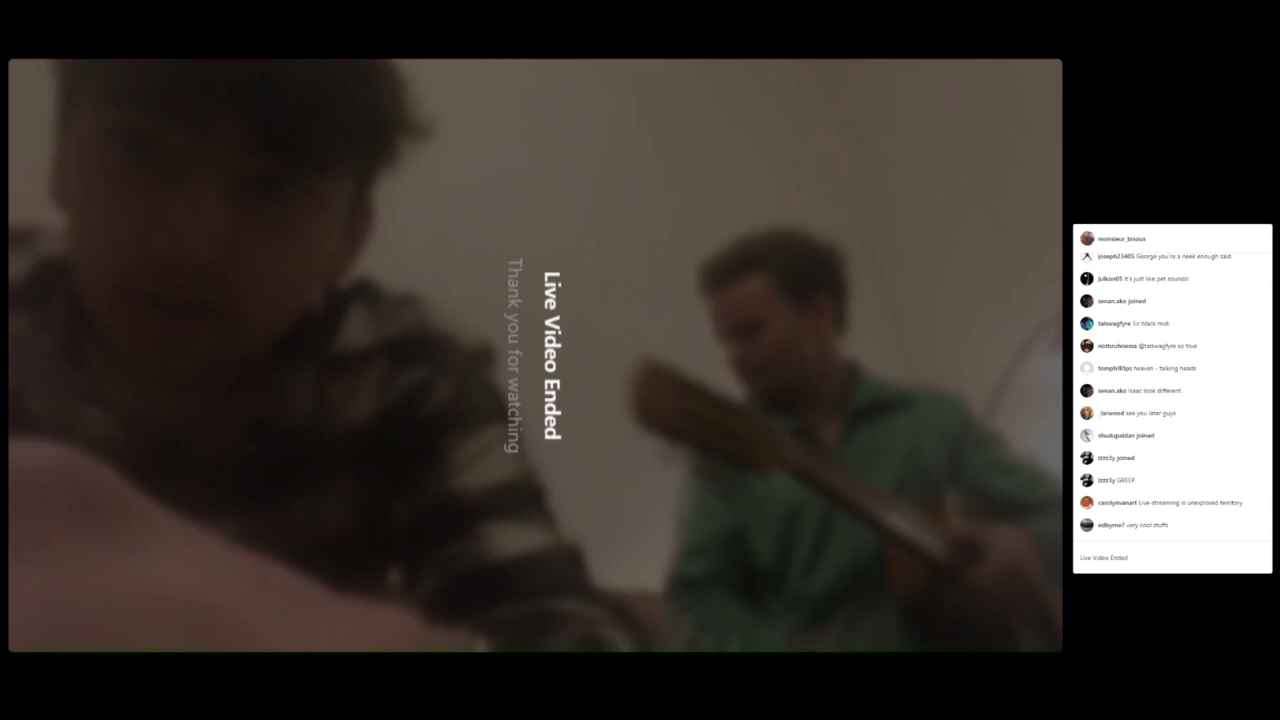 Live Video Ended
Thank you for watching
monsieur_bisous
joseph23405 George you're a neek enough said
julkon05 It's just like pet sounds!
senan.ako joined
talswagfyre Sir black midi
notbruhnessa @talswagfyre so true
tomph181ps heaven - talking heads
senan.ako Isaac look different
_larwood see you later guys
shodupaidan joined
izzz3y joined
izzz3y GREEP
carolynvanart Live-streaming is unexplored territory
edbyrne7 very cool stuffs
Live Video Ended